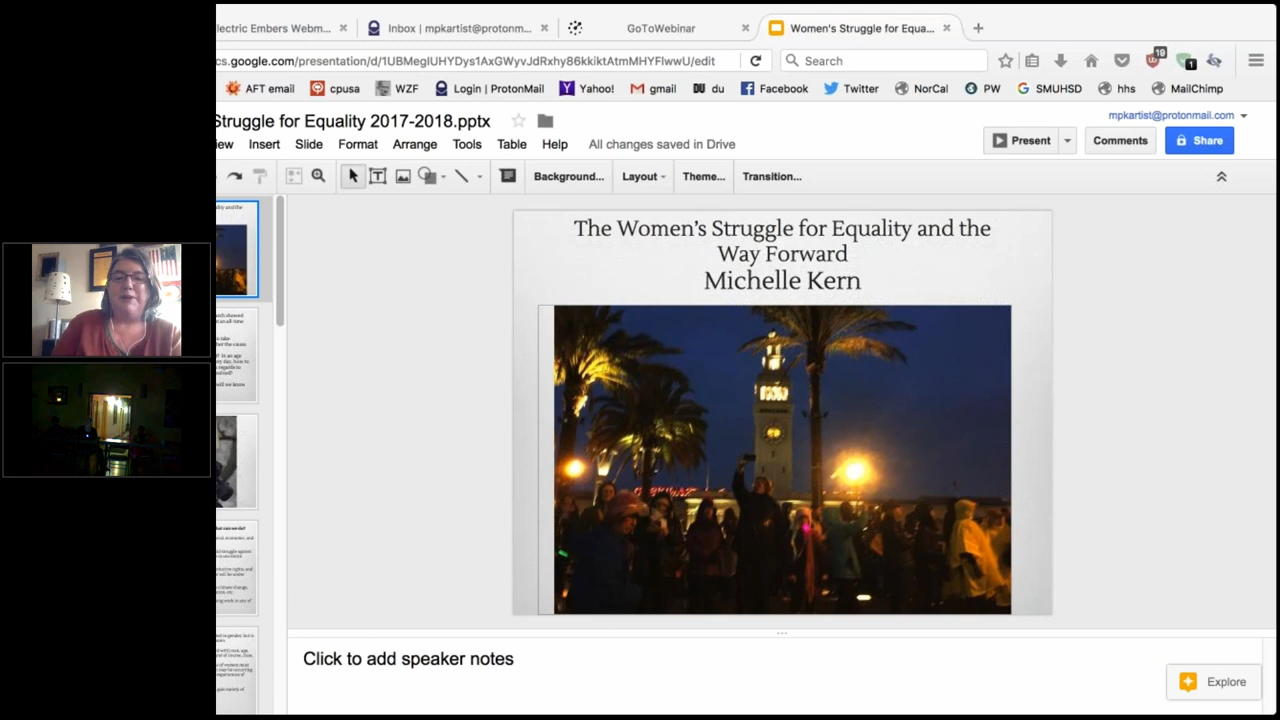 lectric Embers Webm... Inbox | mpkartist@protonm... GoToWebinar Women's Struggle for Equa...
cs.google.com/presentation/d/1UBMegIUHYDys1AxGWyvJdRxhy86kkiktAtmMHYFlwwU/edit Search 19 1
AFT email cpusa WZF Login | ProtonMail Yahoo! gmail DU du Facebook Twitter NorCal PW SMUHSD hhs MailChimp
Struggle for Equality 2017-2018.pptx
mpkartist@protonmail.com
ew Insert Slide Format Arrange Tools Table Help All changes saved in Drive
Present Comments Share
Background... Layout Theme... Transition...
The Women's Struggle for Equality and the
Way Forward
Michelle Kern
Click to add speaker notes
Explore